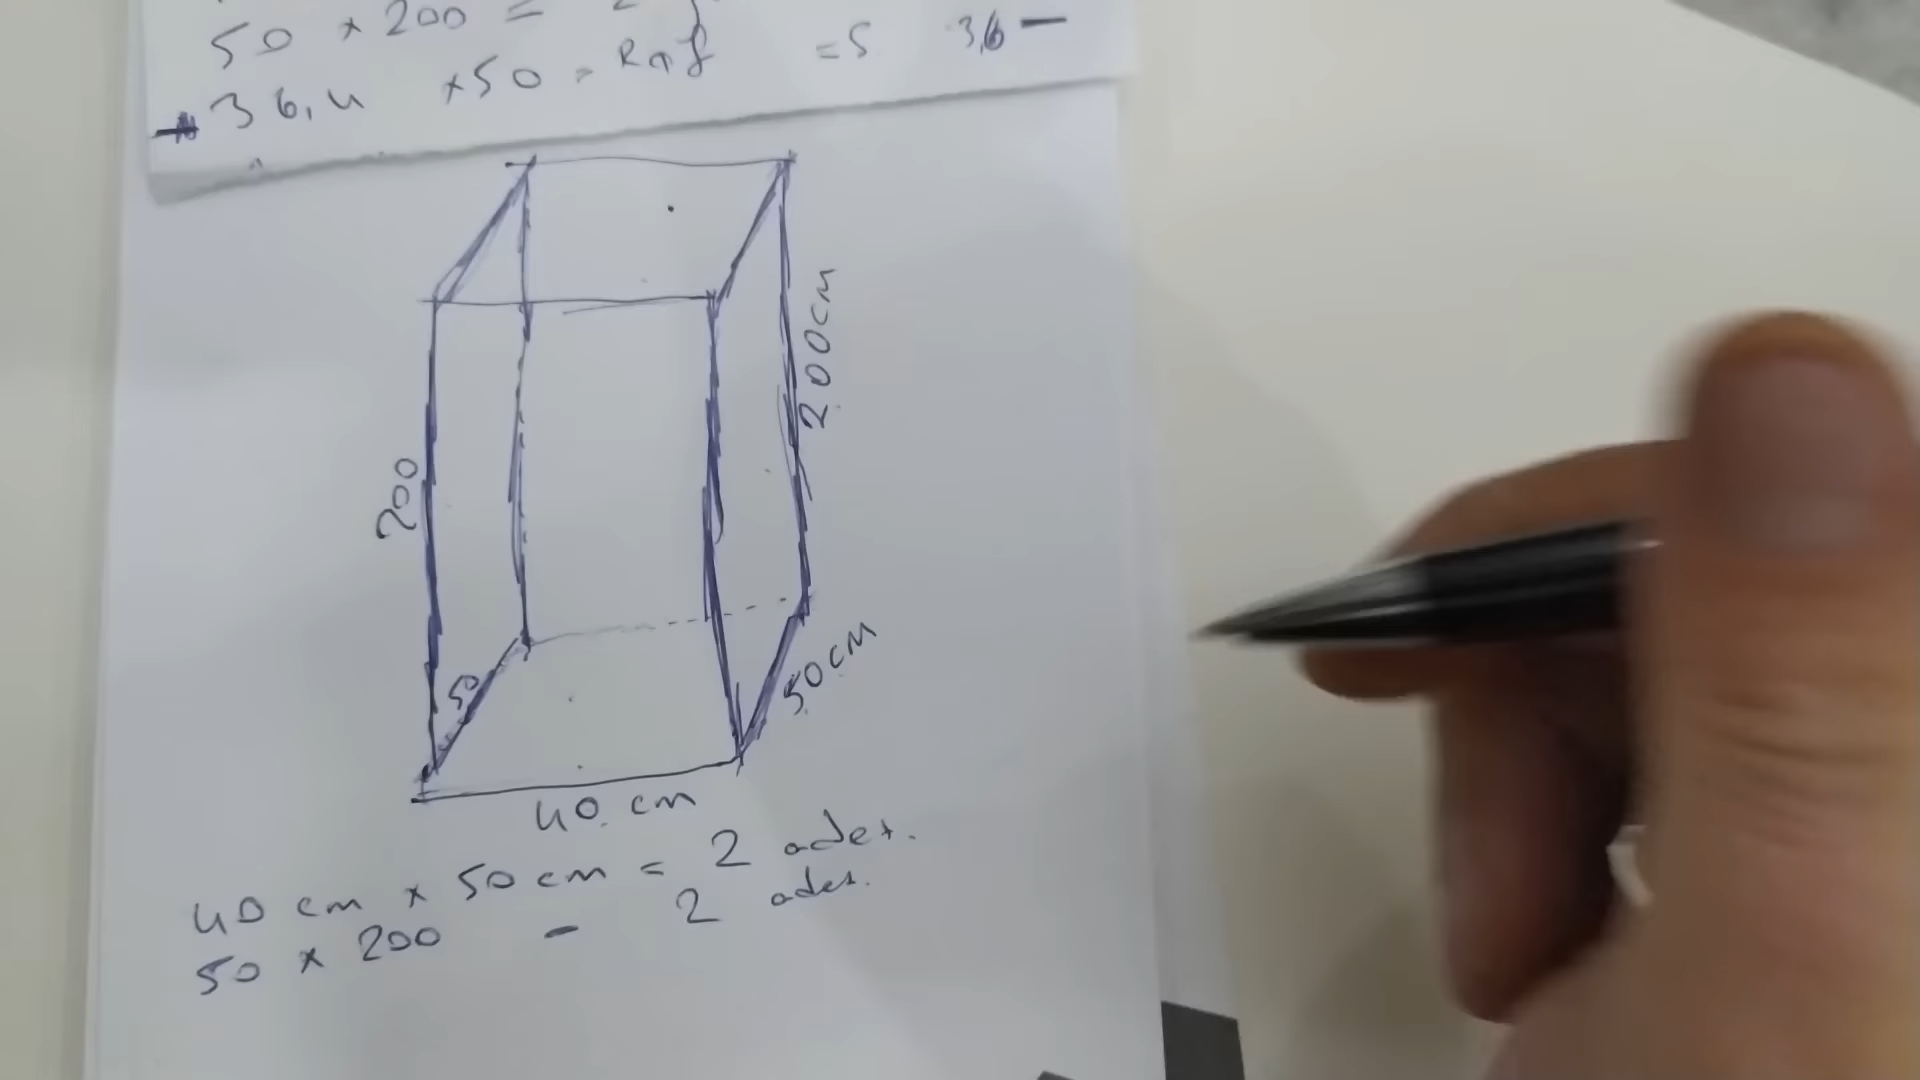 50 x 200 =
36,4 x50 = Raf =5 3,6 —
200
200cm
50
50cm
40 cm
40 cm x 50 cm = 2 adet.
50 x 200 - 2 adet.